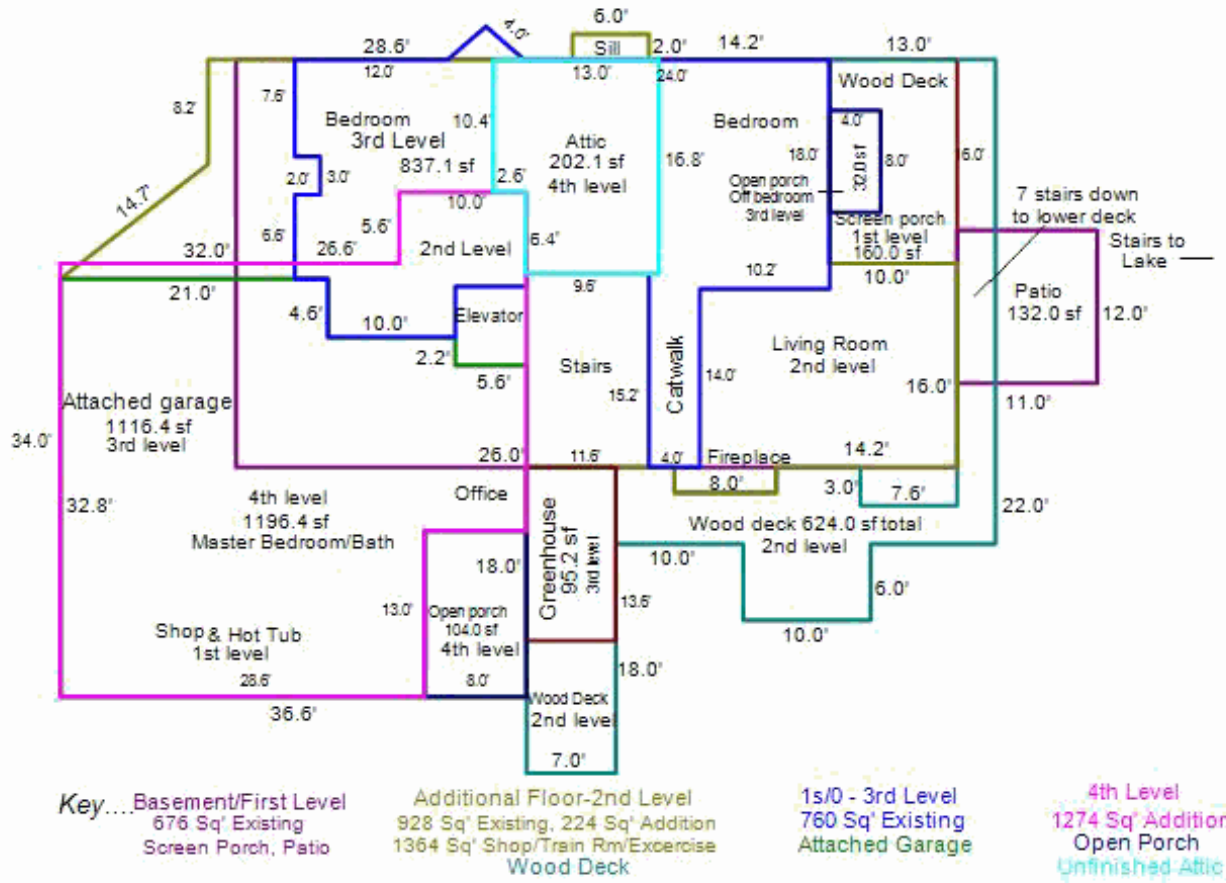 6.0'
4.0'
28.6'
Sill
2.0'
14.2'
13.0'
12.0'
13.0'
24.0'
Wood Deck
8.2'
7.6'
Bedroom
3rd Level
837.1 sf
10.4'
Attic
202.1 sf
4th level
Bedroom
16.8'
18.0'
4.0'
32.0 sf
8.0'
6.0'
2.0'
3.0'
2.6'
Open porch
Off bedroom
3rd level
7 stairs down
to lower deck
14.7'
10.0'
5.6'
6.6'
32.0'
26.6'
2nd Level
6.4'
Screen porch
1st level
160.0 sf
Stairs to
Lake
21.0'
9.6'
10.2'
10.0'
Patio
132.0 sf
12.0'
4.6'
10.0'
Elevator
2.2'
5.6'
Stairs
15.2'
Catwalk
14.0'
Living Room
2nd level
16.0'
11.0'
Attached garage
1116.4 sf
3rd level
34.0'
26.0'
11.6'
4.0'
Fireplace
14.2'
8.0'
3.0'
7.6'
32.8'
4th level
1196.4 sf
Master Bedroom/Bath
Office
Greenhouse
95.2 sf
3rd level
Wood deck 624.0 sf total
2nd level
22.0'
10.0'
6.0'
18.0'
13.0'
13.6'
Open porch
104.0 sf
4th level
10.0'
Shop & Hot Tub
1st level
28.6'
8.0'
36.6'
18.0'
Wood Deck
2nd level
7.0'
Key....
Basement/First Level
676 Sq' Existing
Screen Porch, Patio
Additional Floor-2nd Level
928 Sq' Existing, 224 Sq' Addition
1364 Sq' Shop/Train Rm/Excercise
Wood Deck
1s/0 - 3rd Level
760 Sq' Existing
Attached Garage
4th Level
1274 Sq' Addition
Open Porch
Unfinished Attic